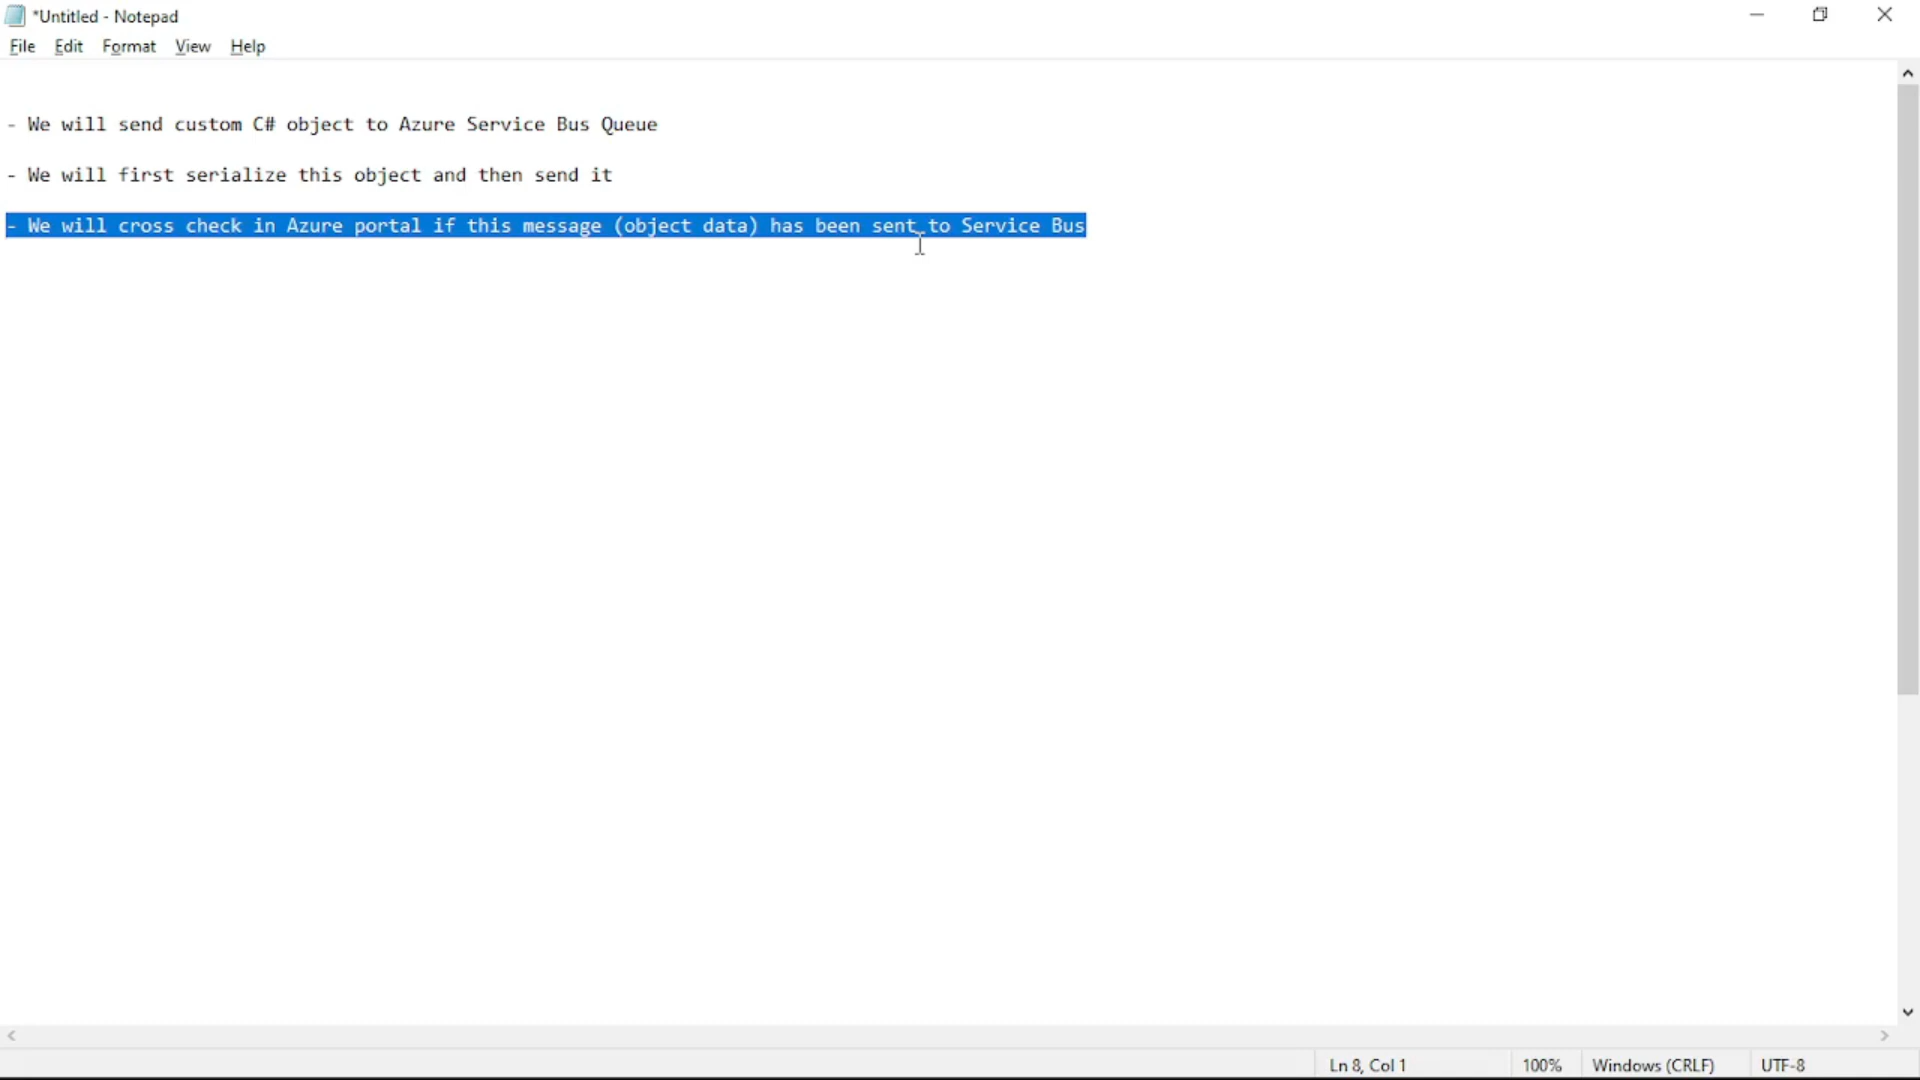 *Untitled - Notepad
File Edit Format View Help
- We will send custom C# object to Azure Service Bus Queue
- We will first serialize this object and then send it
- We will cross check in Azure portal if this message (object data) has been sent to Service Bus
Ln 8, Col 1 100% Windows (CRLF) UTF-8